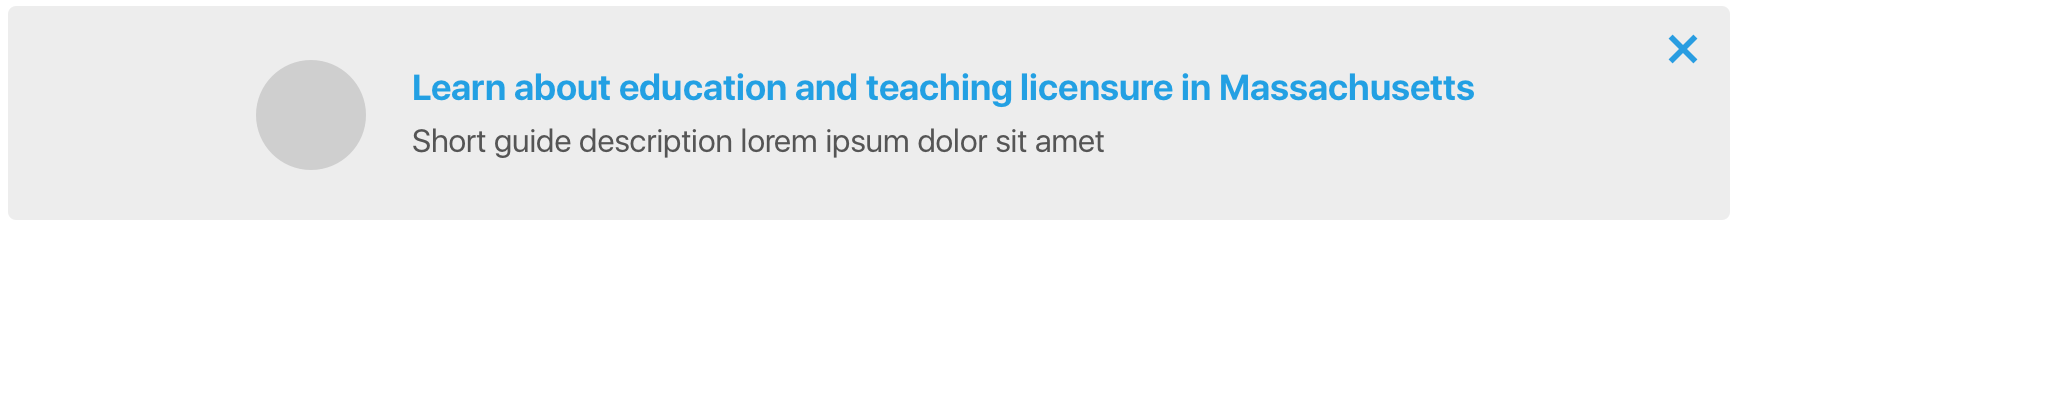 Learn about education and teaching licensure in Massachusetts
Short guide description lorem ipsum dolor sit amet